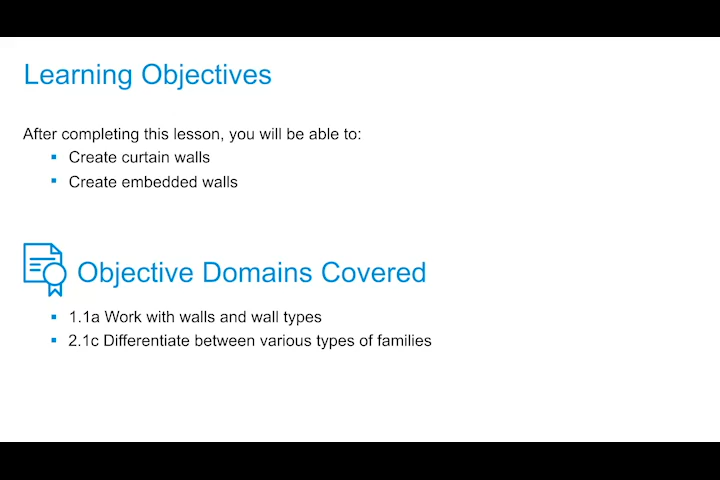 Learning Objectives
After completing this lesson, you will be able to:
Create curtain walls
Create embedded walls
Objective Domains Covered
1.1a Work with walls and wall types
2.1c Differentiate between various types of families